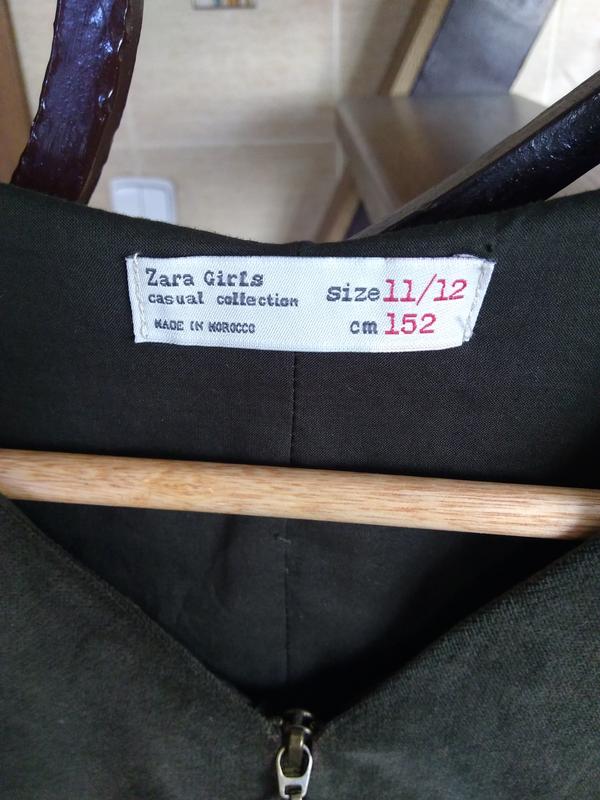 Zara Girls
casual collection
MADE IN MOROCCO
Size 11/12
cm 152